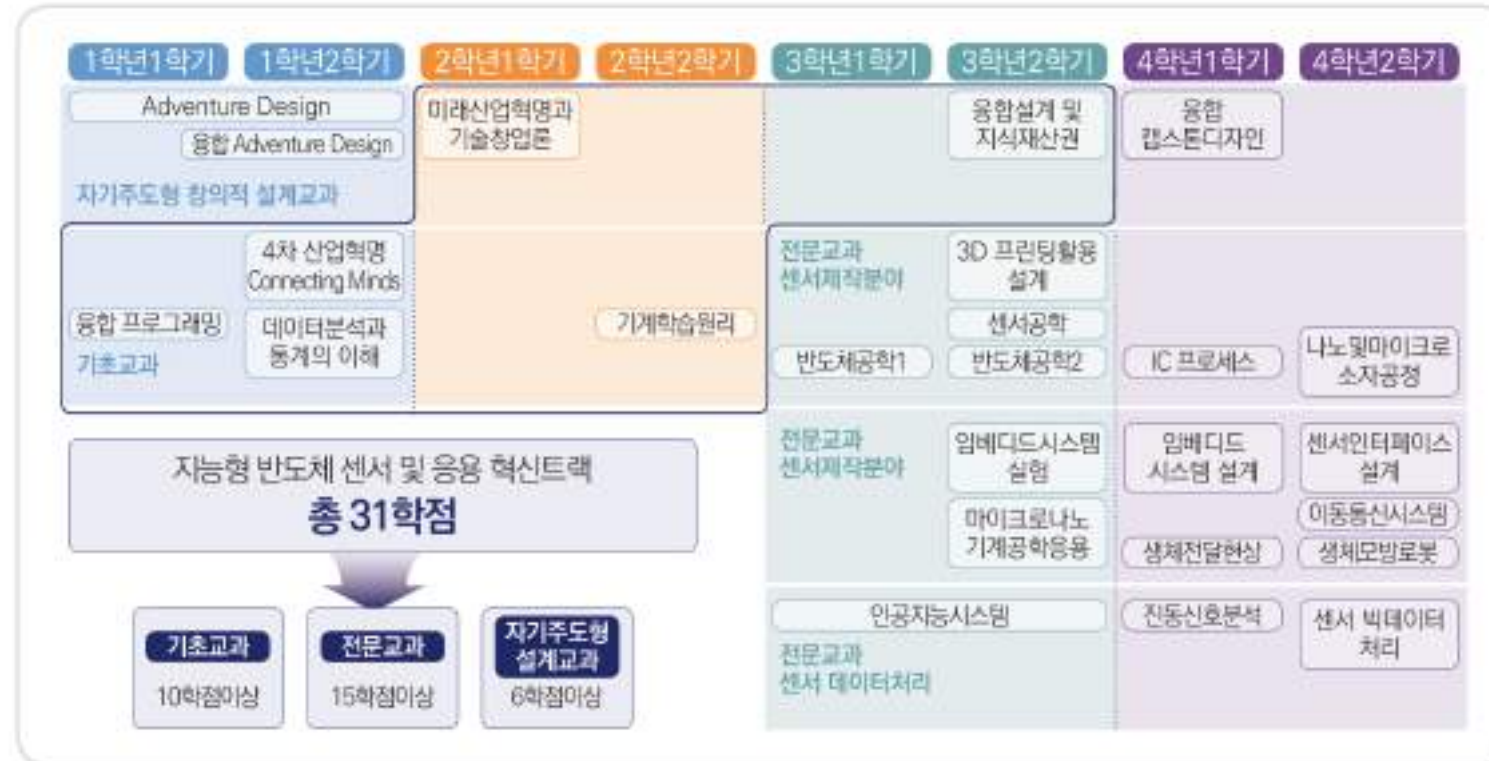 1학년1학기 1학년2학기 2학년1학기 2학년2학기 3학년1학기 3학년2학기 4학년1학기 4학년2학기
Adventure Design
융합 Adventure Design
자기주도형 창의적 설계교과
미래산업혁명과
기술창업론
융합설계 및
지식재산권
융합
캡스톤디자인
4차 산업혁명
Connecting Minds
융합 프로그래밍
데이터분석과
통계의 이해
기초교과
기계학습원리
전문교과
센서제작분야
3D 프린팅활용
설계
센서공학
반도체공학1
반도체공학2
IC 프로세스
나노및마이크로
소자공정
전문교과
센서제작분야
임베디드시스템
실험
마이크로나노
기계공학응용
임베디드
시스템 설계
생체전달현상
센서인터페이스
설계
이동통신시스템
생체모방로봇
인공지능시스템
전문교과
센서 데이터처리
진동신호분석
센서 빅데이터
처리
지능형 반도체 센서 및 응용 혁신트랙
총 31학점
기초교과
10학점이상
전문교과
15학점이상
자기주도형
설계교과
6학점이상